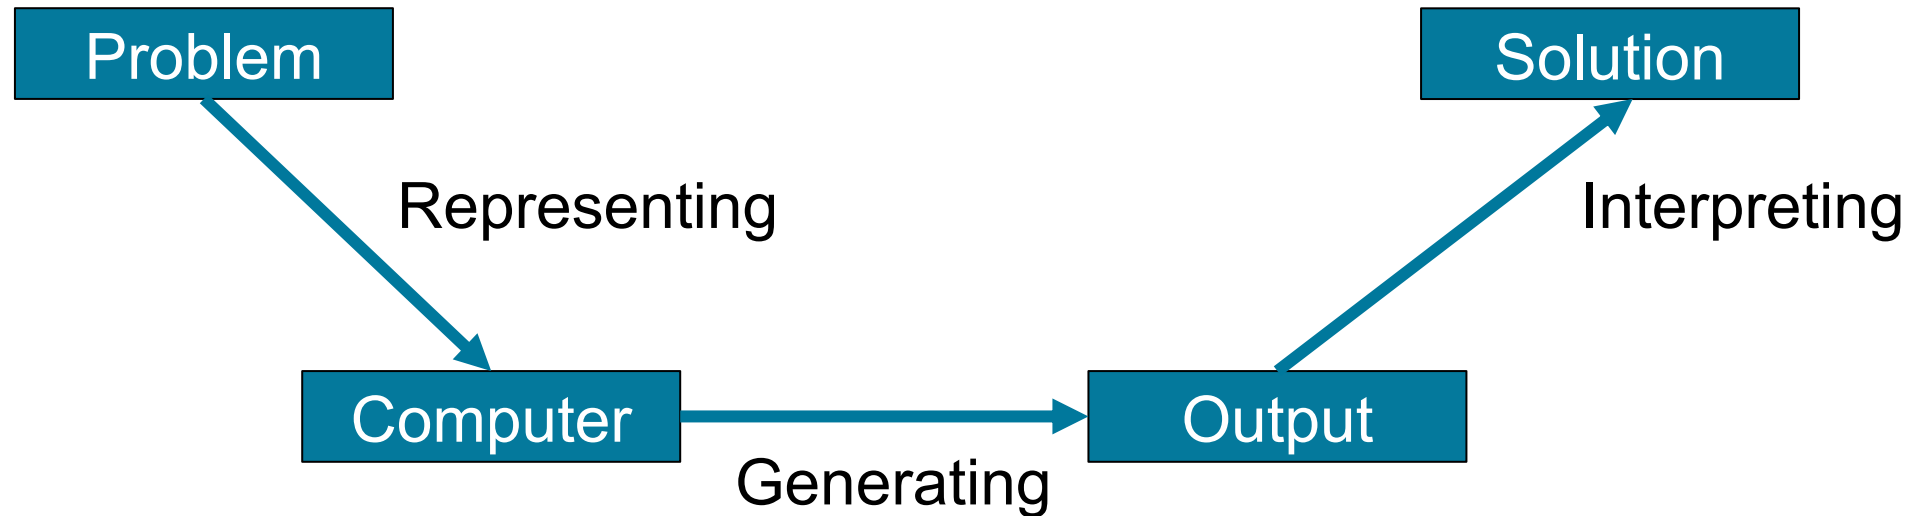 Problem
Solution
Representing
Interpreting
Computer
Output
Generating